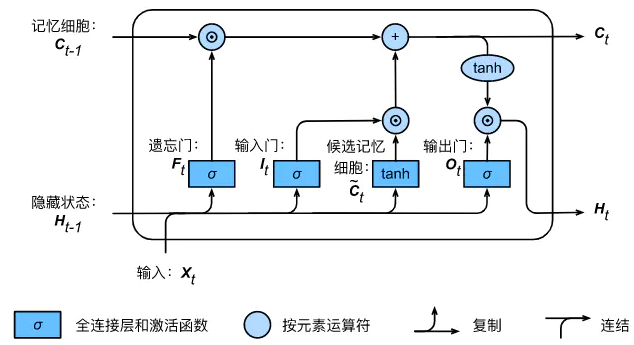 记忆细胞：
C_{t-1}
C_t
+
tanh
遗忘门：
F_t
σ
输入门：
I_t
σ
候选记忆
细胞：
C̃_t
tanh
输出门：
O_t
σ
隐藏状态：
H_{t-1}
H_t
输入：X_t
σ 全连接层和激活函数 按元素运算符 复制 连结